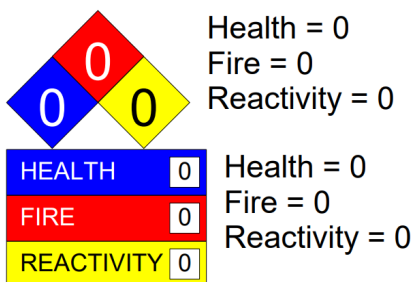 0
0 0
Health = 0
Fire = 0
Reactivity = 0
HEALTH 0
FIRE 0
REACTIVITY 0
Health = 0
Fire = 0
Reactivity = 0